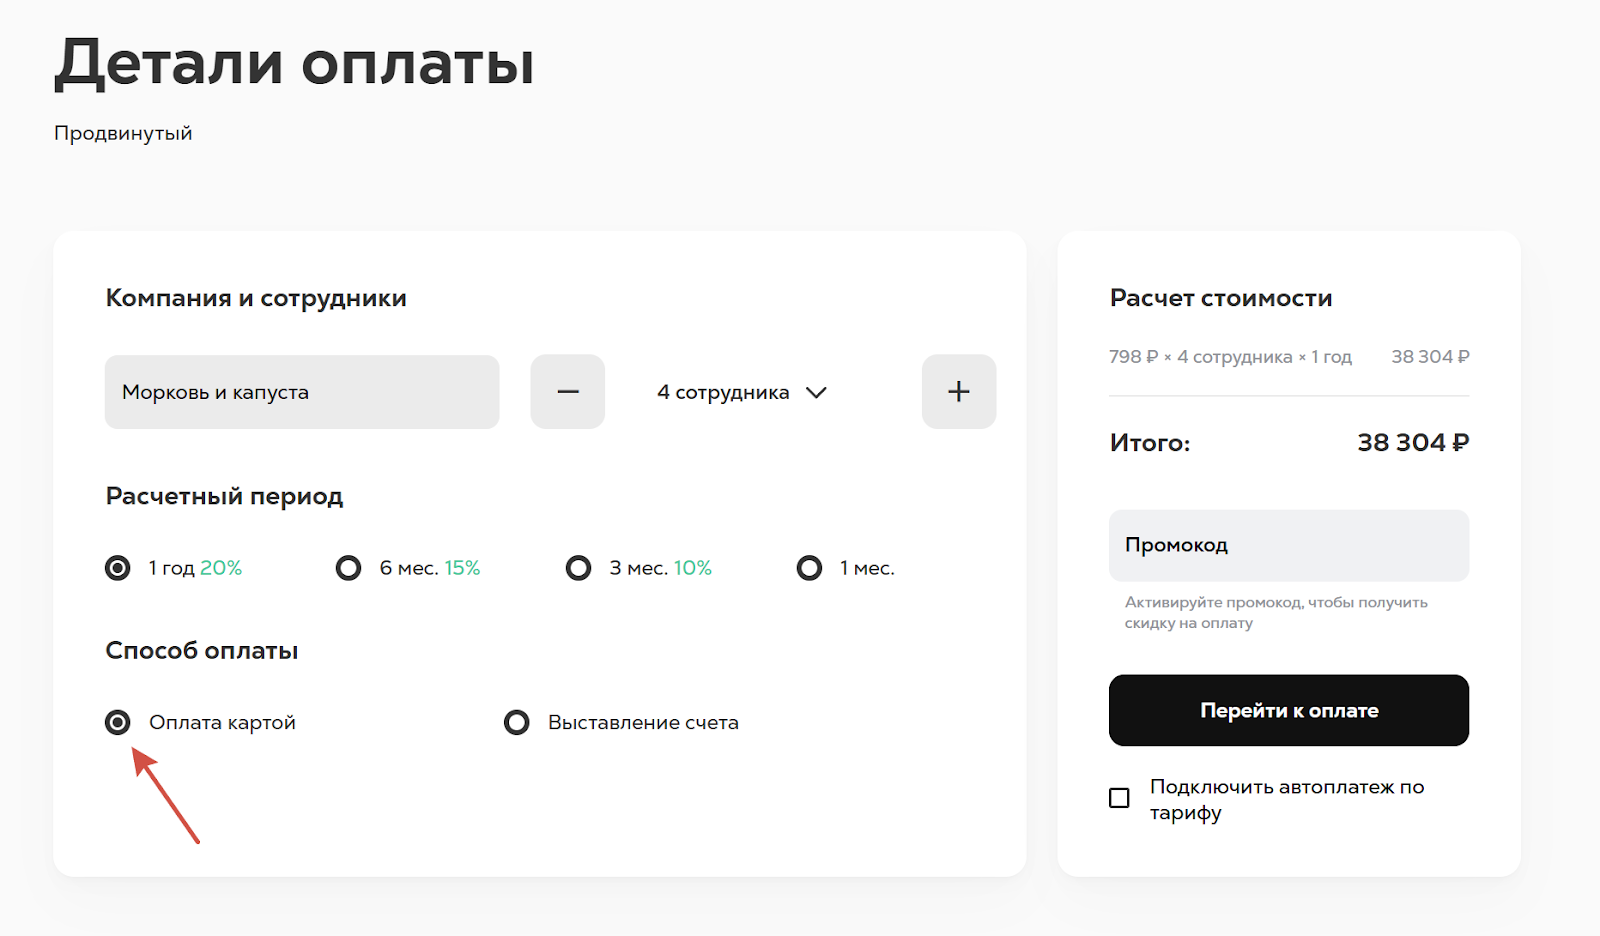 Детали оплаты
Продвинутый
Компания и сотрудники
Морковь и капуста
4 сотрудника
Расчетный период
1 год 20%
6 мес. 15%
3 мес. 10%
1 мес.
Способ оплаты
Оплата картой
Выставление счета
Расчет стоимости
798 ₽ × 4 сотрудника × 1 год 38 304 ₽
Итого: 38 304 ₽
Промокод
Активируйте промокод, чтобы получить
скидку на оплату
Перейти к оплате
Подключить автоплатеж по
тарифу